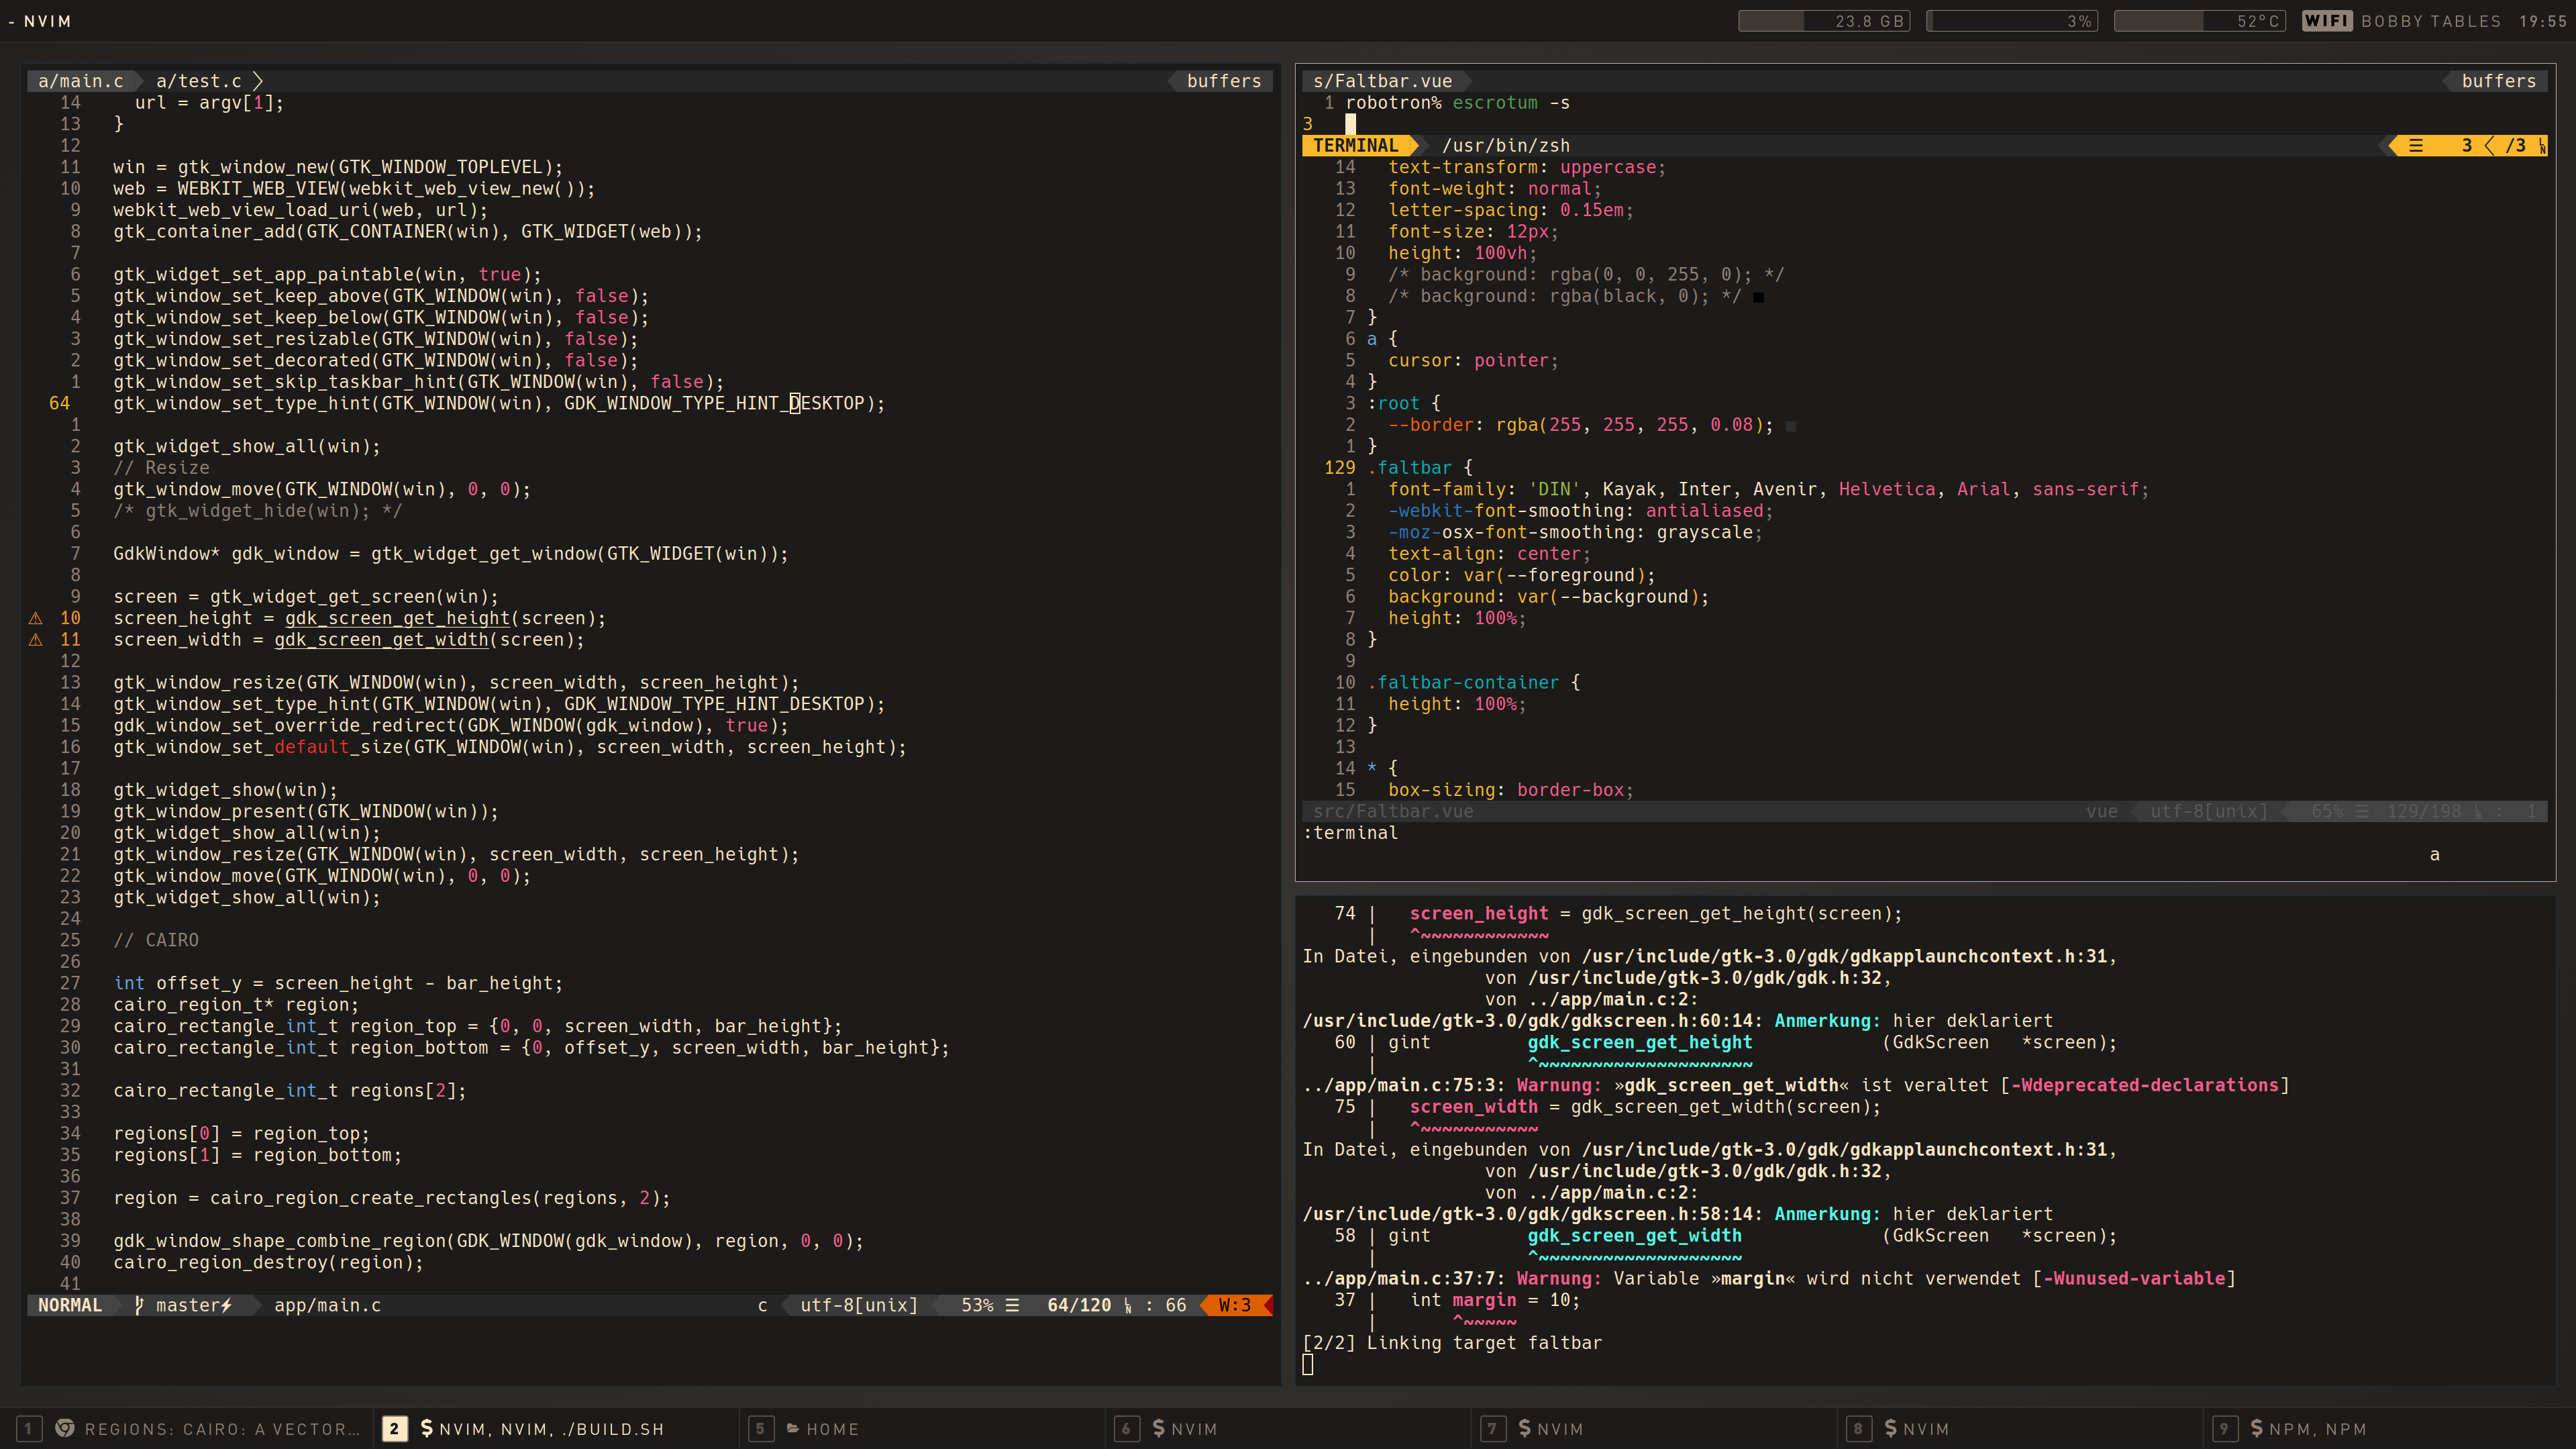 - NVIM
23.8 GB 3% 52°C WIFI BOBBY TABLES 19:55
a/main.c a/test.c buffers
14 url = argv[1];
13 }
12
11 win = gtk_window_new(GTK_WINDOW_TOPLEVEL);
10 web = WEBKIT_WEB_VIEW(webkit_web_view_new());
9 webkit_web_view_load_uri(web, url);
8 gtk_container_add(GTK_CONTAINER(win), GTK_WIDGET(web));
7
6 gtk_widget_set_app_paintable(win, true);
5 gtk_window_set_keep_above(GTK_WINDOW(win), false);
4 gtk_window_set_keep_below(GTK_WINDOW(win), false);
3 gtk_window_set_resizable(GTK_WINDOW(win), false);
2 gtk_window_set_decorated(GTK_WINDOW(win), false);
1 gtk_window_set_skip_taskbar_hint(GTK_WINDOW(win), false);
64 gtk_window_set_type_hint(GTK_WINDOW(win), GDK_WINDOW_TYPE_HINT_DESKTOP);
1
2 gtk_widget_show_all(win);
3 // Resize
4 gtk_window_move(GTK_WINDOW(win), 0, 0);
5 /* gtk_widget_hide(win); */
6
7 GdkWindow* gdk_window = gtk_widget_get_window(GTK_WIDGET(win));
8
9 screen = gtk_widget_get_screen(win);
⚠ 10 screen_height = gdk_screen_get_height(screen);
⚠ 11 screen_width = gdk_screen_get_width(screen);
12
13 gtk_window_resize(GTK_WINDOW(win), screen_width, screen_height);
14 gtk_window_set_type_hint(GTK_WINDOW(win), GDK_WINDOW_TYPE_HINT_DESKTOP);
15 gdk_window_set_override_redirect(GDK_WINDOW(gdk_window), true);
16 gtk_window_set_default_size(GTK_WINDOW(win), screen_width, screen_height);
17
18 gtk_widget_show(win);
19 gtk_window_present(GTK_WINDOW(win));
20 gtk_widget_show_all(win);
21 gtk_window_resize(GTK_WINDOW(win), screen_width, screen_height);
22 gtk_window_move(GTK_WINDOW(win), 0, 0);
23 gtk_widget_show_all(win);
24
25 // CAIRO
26
27 int offset_y = screen_height - bar_height;
28 cairo_region_t* region;
29 cairo_rectangle_int_t region_top = {0, 0, screen_width, bar_height};
30 cairo_rectangle_int_t region_bottom = {0, offset_y, screen_width, bar_height};
31
32 cairo_rectangle_int_t regions[2];
33
34 regions[0] = region_top;
35 regions[1] = region_bottom;
36
37 region = cairo_region_create_rectangles(regions, 2);
38
39 gdk_window_shape_combine_region(GDK_WINDOW(gdk_window), region, 0, 0);
40 cairo_region_destroy(region);
41
NORMAL master⚡ app/main.c c utf-8[unix] 53% ☰ 64/120 : 66 W:3
s/Faltbar.vue buffers
1 robotron% escrotum -s
3
TERMINAL /usr/bin/zsh ☰ 3 /3
14 text-transform: uppercase;
13 font-weight: normal;
12 letter-spacing: 0.15em;
11 font-size: 12px;
10 height: 100vh;
9 /* background: rgba(0, 0, 255, 0); */
8 /* background: rgba(black, 0); */
7 }
6 a {
5 cursor: pointer;
4 }
3 :root {
2 --border: rgba(255, 255, 255, 0.08);
1 }
129 .faltbar {
1 font-family: 'DIN', Kayak, Inter, Avenir, Helvetica, Arial, sans-serif;
2 -webkit-font-smoothing: antialiased;
3 -moz-osx-font-smoothing: grayscale;
4 text-align: center;
5 color: var(--foreground);
6 background: var(--background);
7 height: 100%;
8 }
9
10 .faltbar-container {
11 height: 100%;
12 }
13
14 * {
15 box-sizing: border-box;
src/Faltbar.vue vue utf-8[unix] 65% ☰ 129/198 : 1
:terminal
a
74 | screen_height = gdk_screen_get_height(screen);
| ^~~~~~~~~~~~~
In Datei, eingebunden von /usr/include/gtk-3.0/gdk/gdkapplaunchcontext.h:31,
von /usr/include/gtk-3.0/gdk/gdk.h:32,
von ../app/main.c:2:
/usr/include/gtk-3.0/gdk/gdkscreen.h:60:14: Anmerkung: hier deklariert
60 | gint gdk_screen_get_height (GdkScreen *screen);
| ^~~~~~~~~~~~~~~~~~~~~
../app/main.c:75:3: Warnung: »gdk_screen_get_width« ist veraltet [-Wdeprecated-declarations]
75 | screen_width = gdk_screen_get_width(screen);
| ^~~~~~~~~~~~
In Datei, eingebunden von /usr/include/gtk-3.0/gdk/gdkapplaunchcontext.h:31,
von /usr/include/gtk-3.0/gdk/gdk.h:32,
von ../app/main.c:2:
/usr/include/gtk-3.0/gdk/gdkscreen.h:58:14: Anmerkung: hier deklariert
58 | gint gdk_screen_get_width (GdkScreen *screen);
| ^~~~~~~~~~~~~~~~~~~~
../app/main.c:37:7: Warnung: Variable »margin« wird nicht verwendet [-Wunused-variable]
37 | int margin = 10;
| ^~~~~~
[2/2] Linking target faltbar
1 REGIONS: CAIRO: A VECTOR... 2 $ NVIM, NVIM, ./BUILD.SH 5 HOME 6 $ NVIM 7 $ NVIM 8 $ NVIM 9 $ NPM, NPM